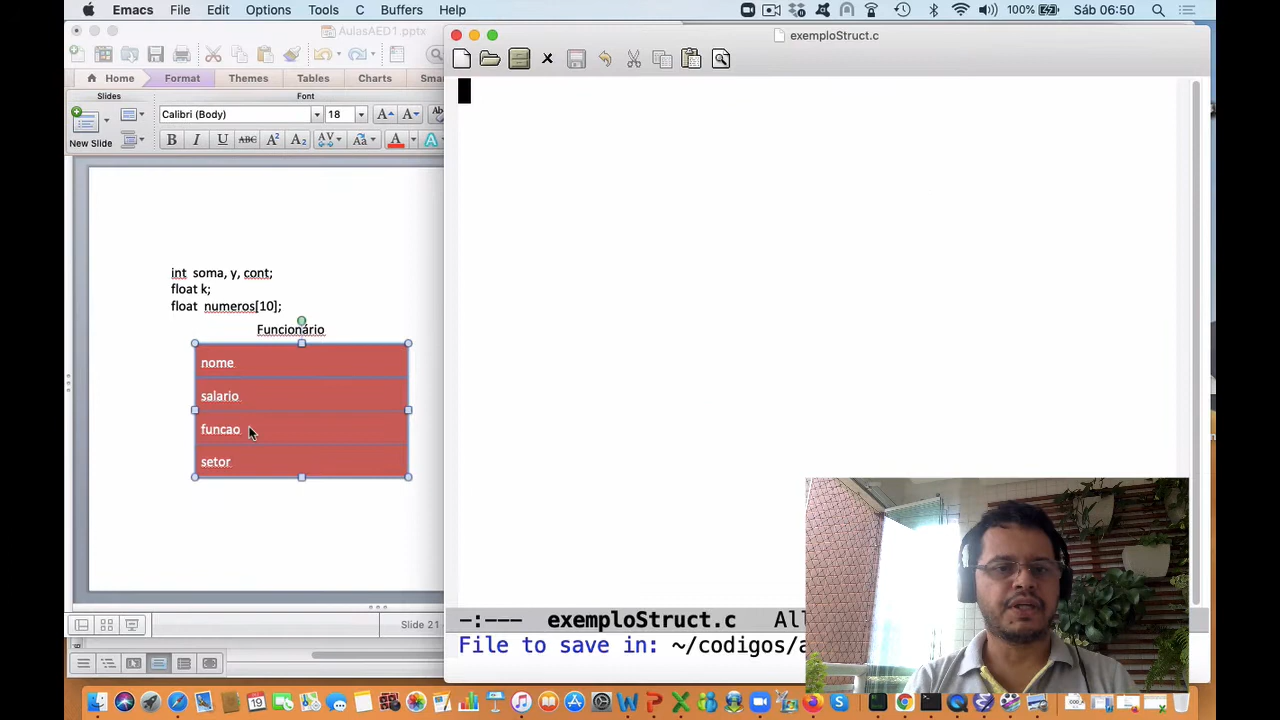 Emacs File Edit Options Tools C Buffers Help 100% Sáb 06:50
AulasAED1.pptx
exemploStruct.c
Home Format Themes Tables Charts
Slides Font
Calibri (Body) 18
New Slide
int soma, y, cont;
float k;
float numeros[10];
Funcionário
nome
salario
funcao
setor
Slide 21
-:--- exemploStruct.c All
File to save in: ~/codigos/a